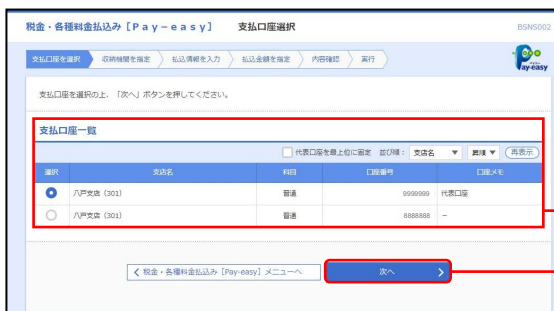 税金・各種料金払込み［Pay－easy］ 支払口座選択 BSNS002
支払口座を選択 収納機関を指定 払込情報を入力 払込金額を指定 内容確認 実行
Pay-easy
支払口座を選択の上、「次へ」ボタンを押してください。
支払口座一覧
代表口座を最上位に固定 並び順： 支店名 ▼ 昇順 ▼ 再表示
選択 支店名 科目 口座番号 口座メモ
八戸支店（301） 普通 9999999 代表口座
八戸支店（301） 普通 8888888 －
税金・各種料金払込み［Pay-easy］メニューへ 次へ